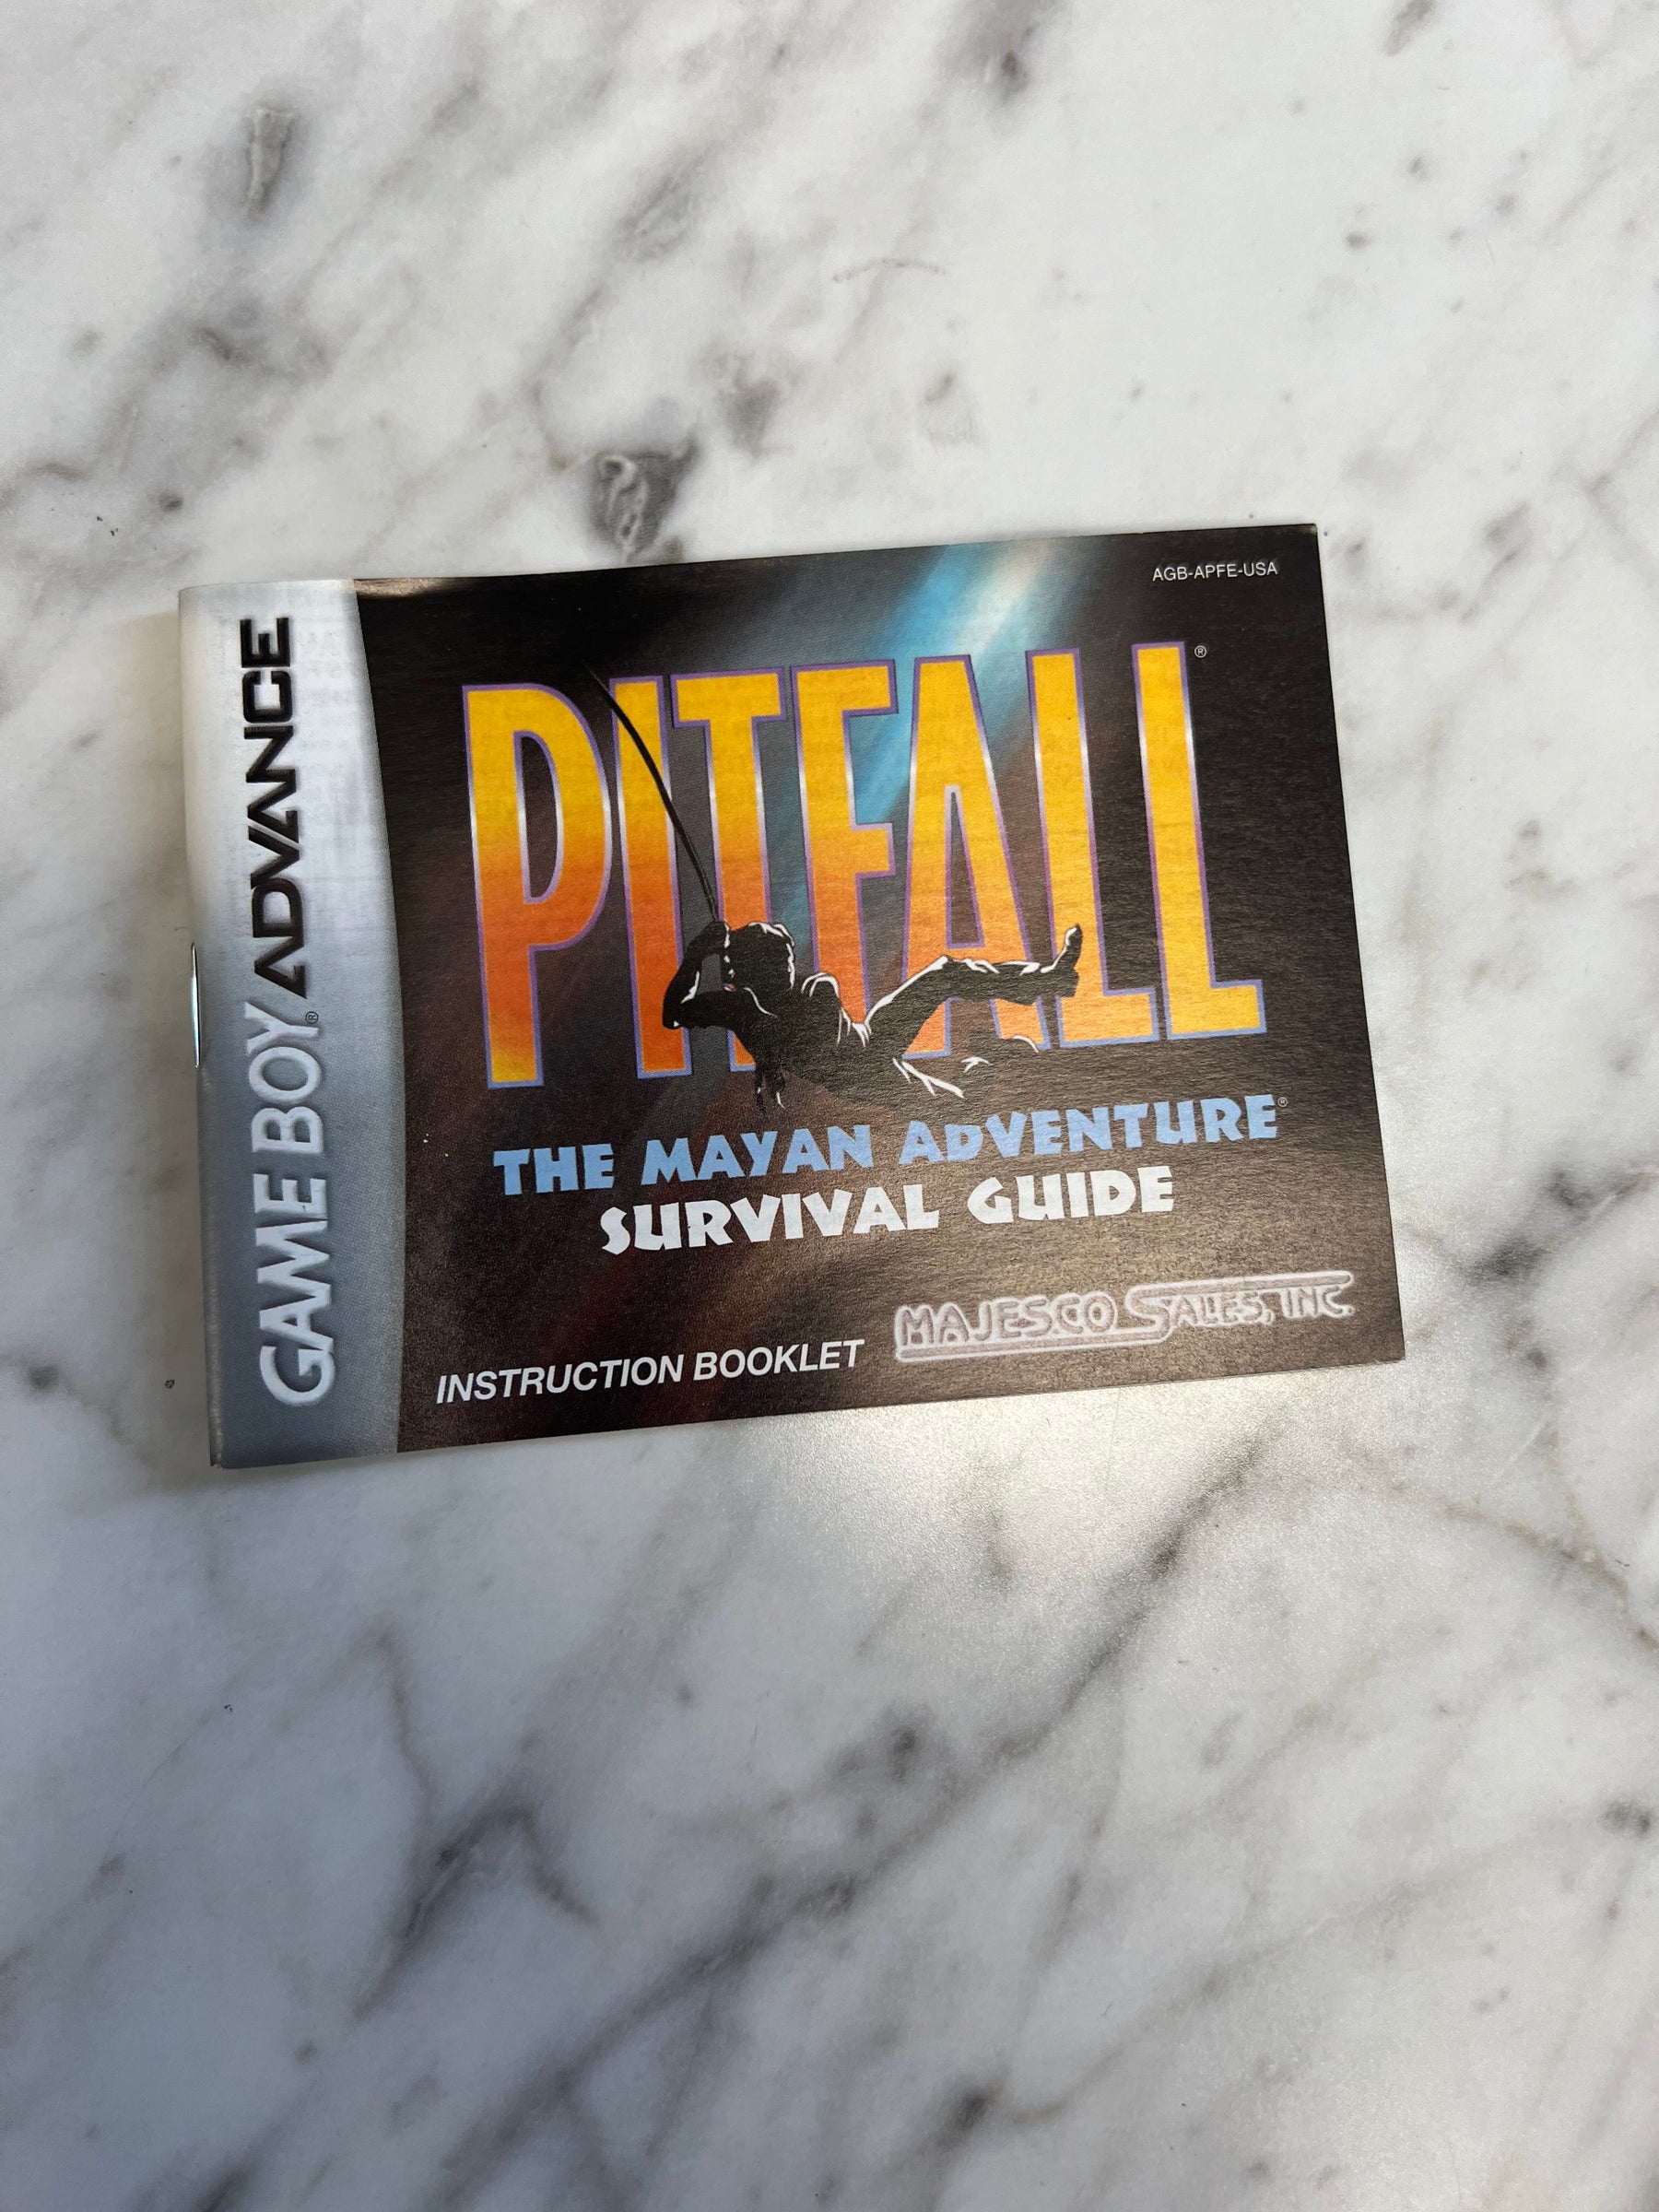 GAME BOY® ADVANCE
AGB-APFE-USA
PITFALL®
THE MAYAN ADVENTURE®
SURVIVAL GUIDE
INSTRUCTION BOOKLET
MAJESCO SALES, INC.